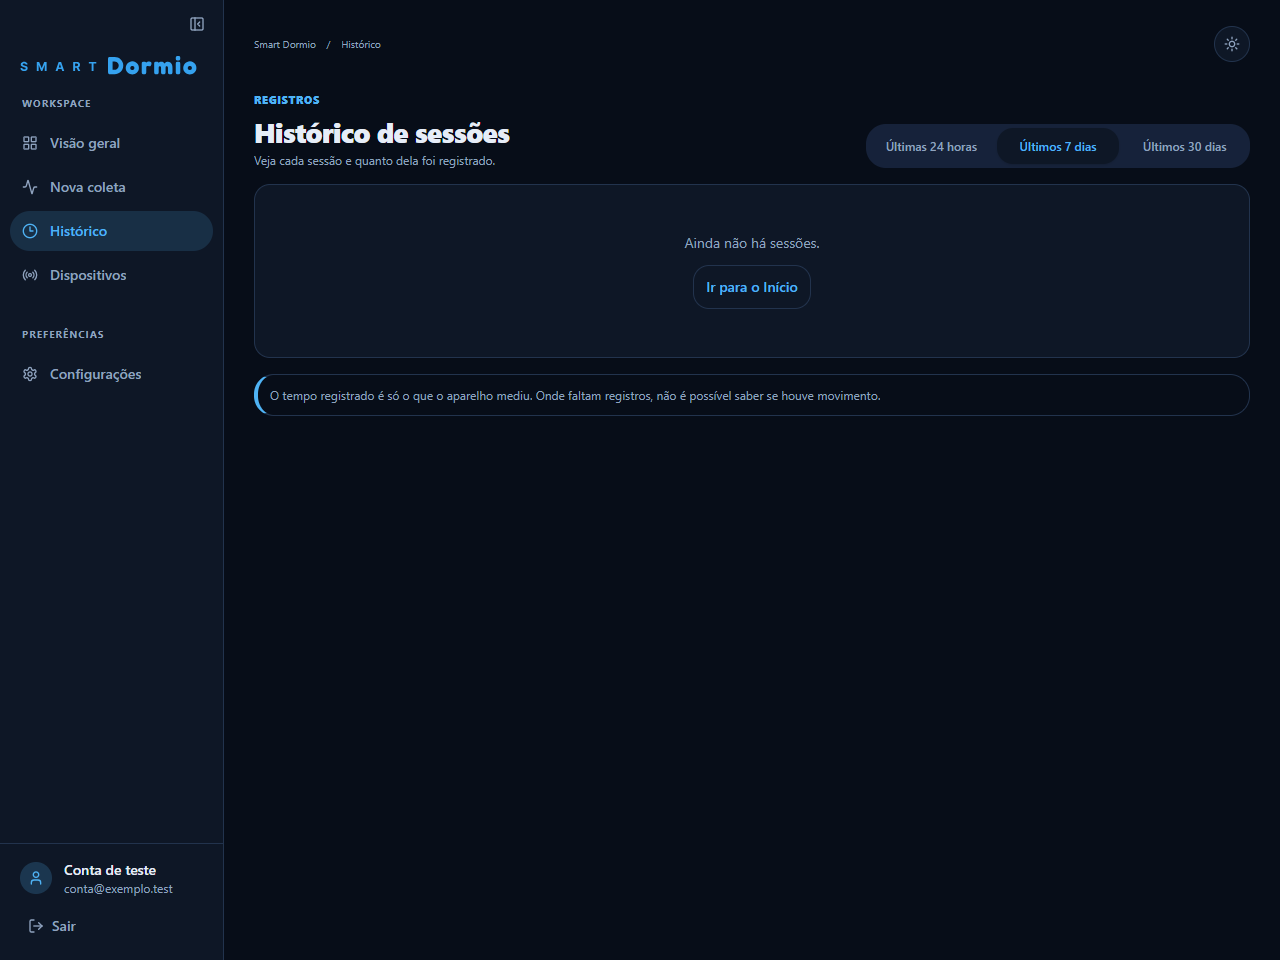 SMART Dormio
WORKSPACE
Visão geral
Nova coleta
Histórico
Dispositivos
PREFERÊNCIAS
Configurações
Conta de teste
conta@exemplo.test
Sair
Smart Dormio / Histórico
REGISTROS
Histórico de sessões
Veja cada sessão e quanto dela foi registrado.
Últimas 24 horas Últimos 7 dias Últimos 30 dias
Ainda não há sessões.
Ir para o Início
O tempo registrado é só o que o aparelho mediu. Onde faltam registros, não é possível saber se houve movimento.